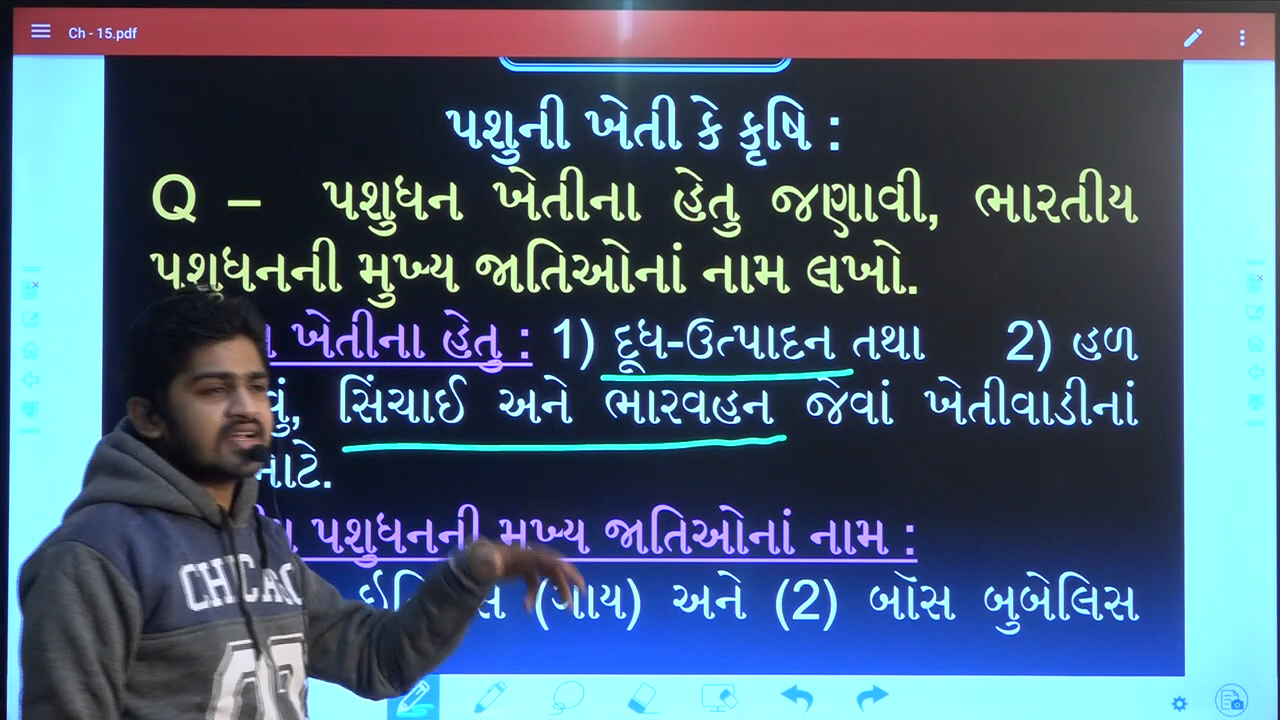 Ch - 15.pdf
પશુની ખેતી કે કૃષિ :
Q – પશુધન ખેતીના હેતુ જણાવી, ભારતીય
પશુધનની મુખ્ય જાતિઓનાં નામ લખો.
ખેતીના હેતુ : 1) દૂધ-ઉત્પાદન તથા 2) હળ
સિંચાઈ અને ભારવહન જેવાં ખેતીવાડીનાં
પશુધનની મુખ્ય જાતિઓનાં નામ :
(ગાય) અને (2) બૉસ બુબેલિસ